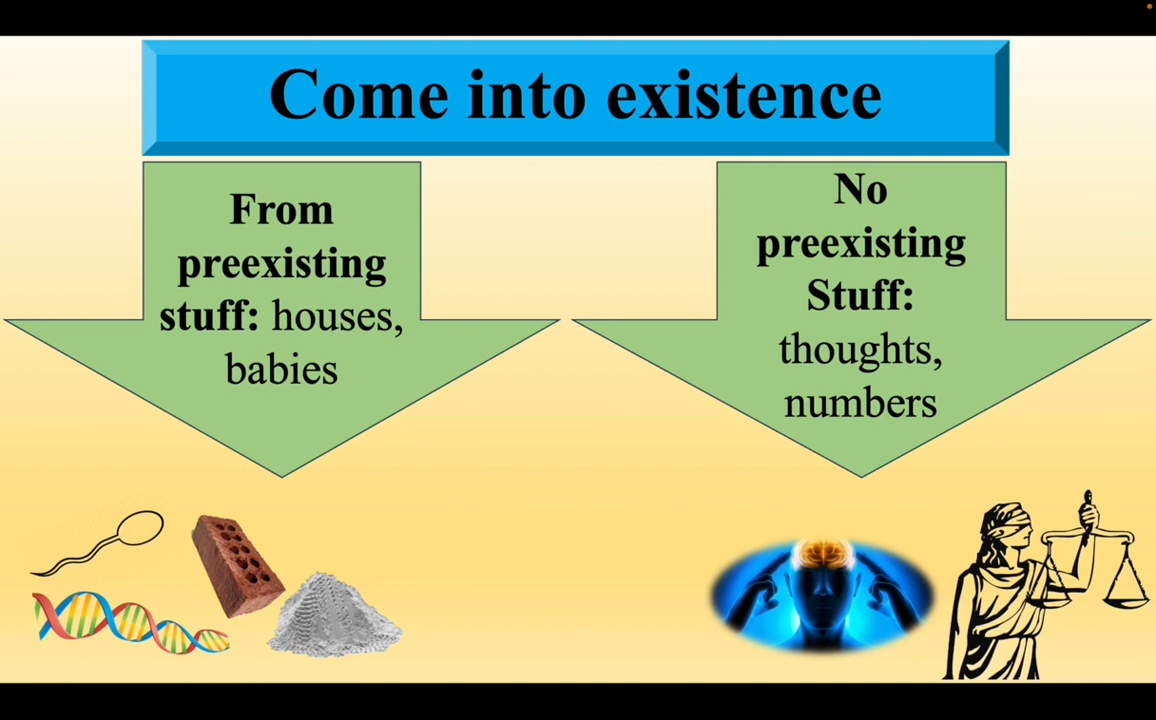 Come into existence
From
preexisting
stuff: houses,
babies
No
preexisting
Stuff:
thoughts,
numbers